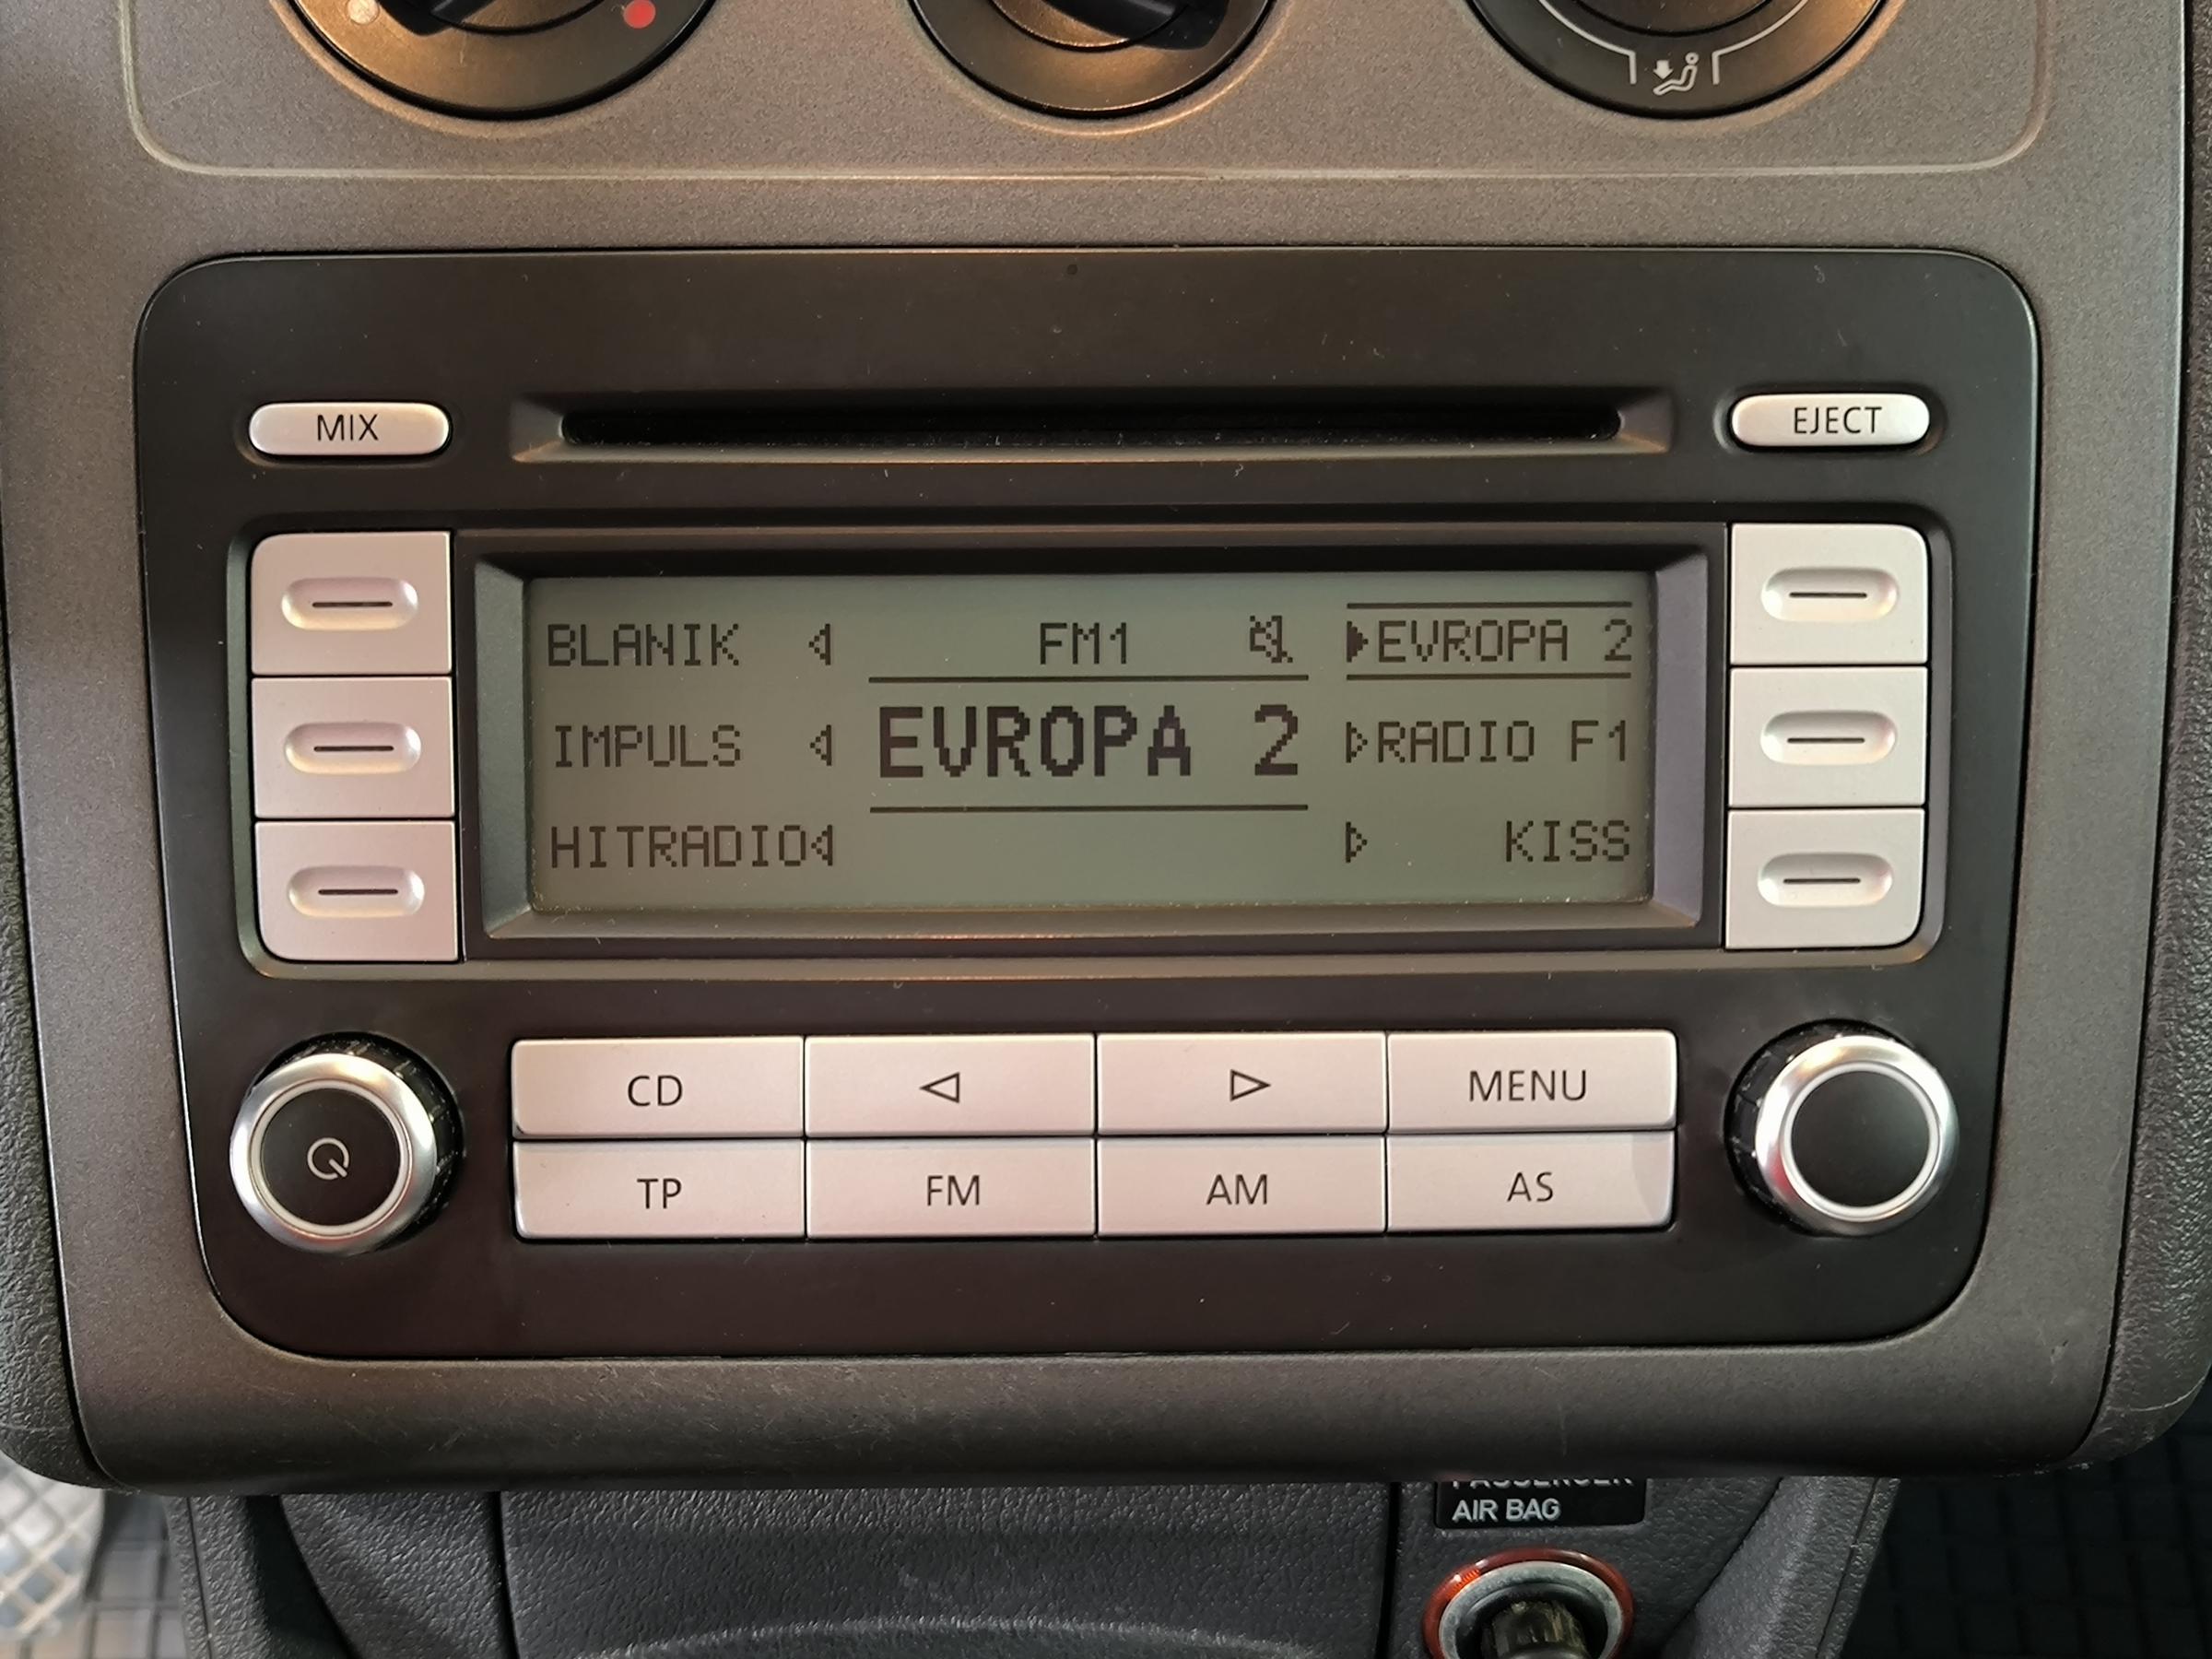 MIX
EJECT
BLANIK
FM1
EVROPA 2
IMPULS
EVROPA 2
RADIO F1
HITRADIO
KISS
CD
MENU
TP
FM
AM
AS
PASSENGER
AIR BAG